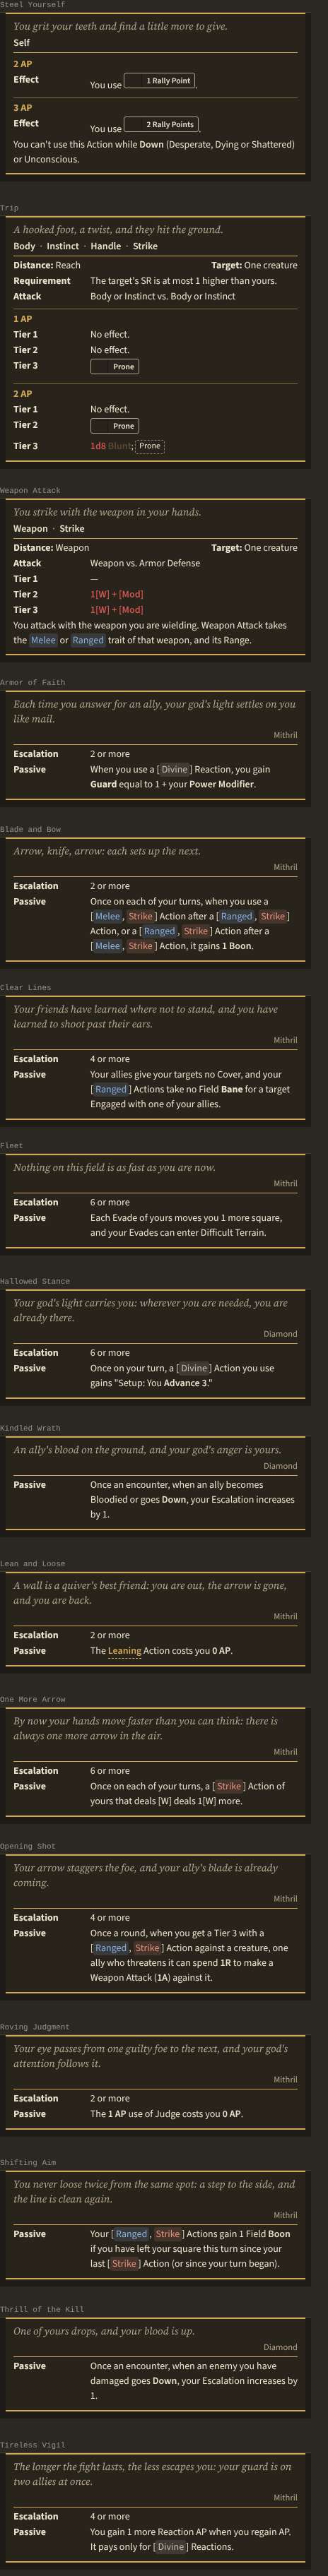 Steel Yourself
You grit your teeth and find a little more to give.
Self
2 AP
Effect You use 1 Rally Point.
3 AP
Effect You use 2 Rally Points.
You can't use this Action while Down (Desperate, Dying or Shattered)
or Unconscious.
Trip
A hooked foot, a twist, and they hit the ground.
Body · Instinct · Handle · Strike
Distance: Reach Target: One creature
Requirement The target's SR is at most 1 higher than yours.
Attack Body or Instinct vs. Body or Instinct
1 AP
Tier 1 No effect.
Tier 2 No effect.
Tier 3 Prone
2 AP
Tier 1 No effect.
Tier 2 Prone
Tier 3 1d8 Blunt; Prone
Weapon Attack
You strike with the weapon in your hands.
Weapon · Strike
Distance: Weapon Target: One creature
Attack Weapon vs. Armor Defense
Tier 1 —
Tier 2 1[W] + [Mod]
Tier 3 1[W] + [Mod]
You attack with the weapon you are wielding. Weapon Attack takes
the Melee or Ranged trait of that weapon, and its Range.
Armor of Faith
Each time you answer for an ally, your god's light settles on you
like mail.
Mithril
Escalation 2 or more
Passive When you use a [Divine] Reaction, you gain
Guard equal to 1 + your Power Modifier.
Blade and Bow
Arrow, knife, arrow: each sets up the next.
Mithril
Escalation 2 or more
Passive Once on each of your turns, when you use a
[Melee, Strike] Action after a [Ranged, Strike]
Action, or a [Ranged, Strike] Action after a
[Melee, Strike] Action, it gains 1 Boon.
Clear Lines
Your friends have learned where not to stand, and you have
learned to shoot past their ears.
Mithril
Escalation 4 or more
Passive Your allies give your targets no Cover, and your
[Ranged] Actions take no Field Bane for a target
Engaged with one of your allies.
Fleet
Nothing on this field is as fast as you are now.
Mithril
Escalation 6 or more
Passive Each Evade of yours moves you 1 more square,
and your Evades can enter Difficult Terrain.
Hallowed Stance
Your god's light carries you: wherever you are needed, you are
already there.
Diamond
Escalation 6 or more
Passive Once on your turn, a [Divine] Action you use
gains "Setup: You Advance 3."
Kindled Wrath
An ally's blood on the ground, and your god's anger is yours.
Diamond
Passive Once an encounter, when an ally becomes
Bloodied or goes Down, your Escalation increases
by 1.
Lean and Loose
A wall is a quiver's best friend: you are out, the arrow is gone,
and you are back.
Mithril
Escalation 2 or more
Passive The Leaning Action costs you 0 AP.
One More Arrow
By now your hands move faster than you can think: there is
always one more arrow in the air.
Mithril
Escalation 6 or more
Passive Once on each of your turns, a [Strike] Action of
yours that deals [W] deals 1[W] more.
Opening Shot
Your arrow staggers the foe, and your ally's blade is already
coming.
Mithril
Escalation 4 or more
Passive Once a round, when you get a Tier 3 with a
[Ranged, Strike] Action against a creature, one
ally who threatens it can spend 1R to make a
Weapon Attack (1A) against it.
Roving Judgment
Your eye passes from one guilty foe to the next, and your god's
attention follows it.
Mithril
Escalation 2 or more
Passive The 1 AP use of Judge costs you 0 AP.
Shifting Aim
You never loose twice from the same spot: a step to the side, and
the line is clean again.
Mithril
Passive Your [Ranged, Strike] Actions gain 1 Field Boon
if you have left your square this turn since your
last [Strike] Action (or since your turn began).
Thrill of the Kill
One of yours drops, and your blood is up.
Diamond
Passive Once an encounter, when an enemy you have
damaged goes Down, your Escalation increases by
1.
Tireless Vigil
The longer the fight lasts, the less escapes you: your guard is on
two allies at once.
Mithril
Escalation 4 or more
Passive You gain 1 more Reaction AP when you regain AP.
It pays only for [Divine] Reactions.